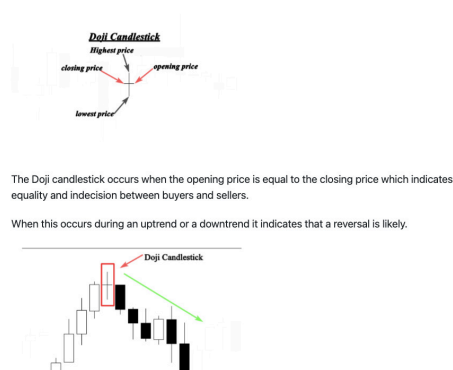 Doji Candlestick
Highest price
closing price
opening price
lowest price
The Doji candlestick occurs when the opening price is equal to the closing price which indicates
equality and indecision between buyers and sellers.
When this occurs during an uptrend or a downtrend it indicates that a reversal is likely.
Doji Candlestick